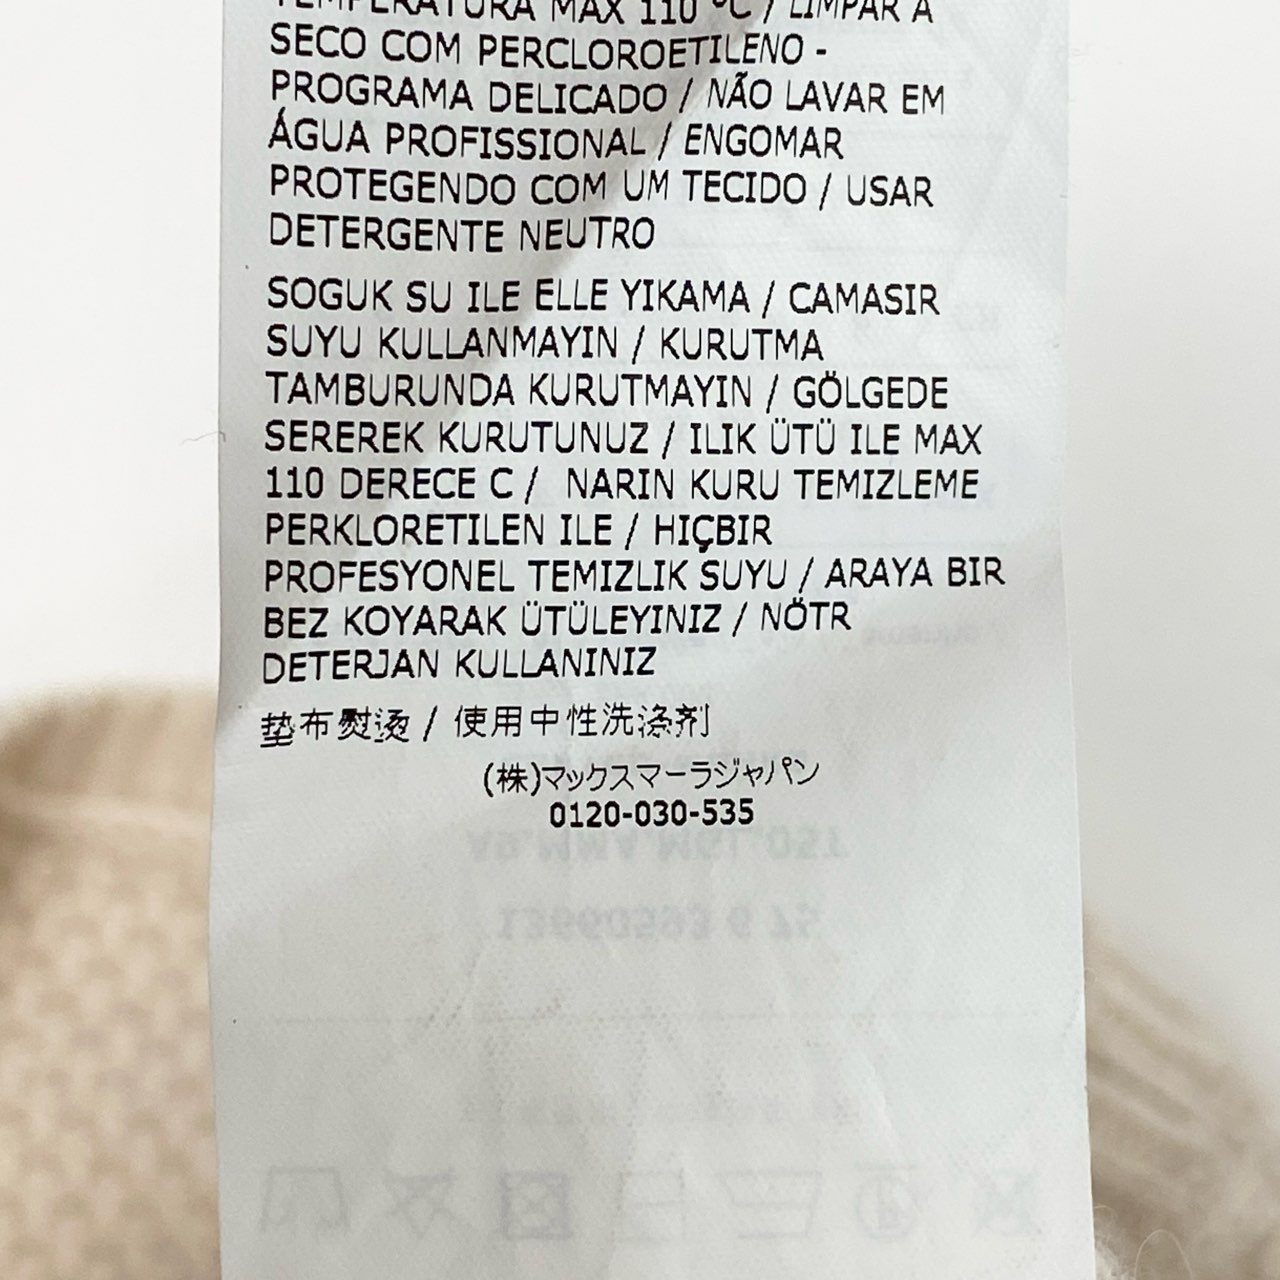 TEMPERATURA MAX 110 °C / LIMPAR A
SECO COM PERCLOROETILENO -
PROGRAMA DELICADO / NÃO LAVAR EM
ÁGUA PROFISSIONAL / ENGOMAR
PROTEGENDO COM UM TECIDO / USAR
DETERGENTE NEUTRO
SOGUK SU ILE ELLE YIKAMA / CAMASIR
SUYU KULLANMAYIN / KURUTMA
TAMBURUNDA KURUTMAYIN / GÖLGEDE
SEREREK KURUTUNUZ / ILIK ÜTÜ ILE MAX
110 DERECE C / NARIN KURU TEMIZLEME
PERKLORETILEN ILE / HIÇBIR
PROFESYONEL TEMIZLIK SUYU / ARAYA BIR
BEZ KOYARAK ÜTÜLEYINIZ / NÖTR
DETERJAN KULLANINIZ
垫布熨烫 / 使用中性洗涤剂
(株)マックスマーラジャパン
0120-030-535